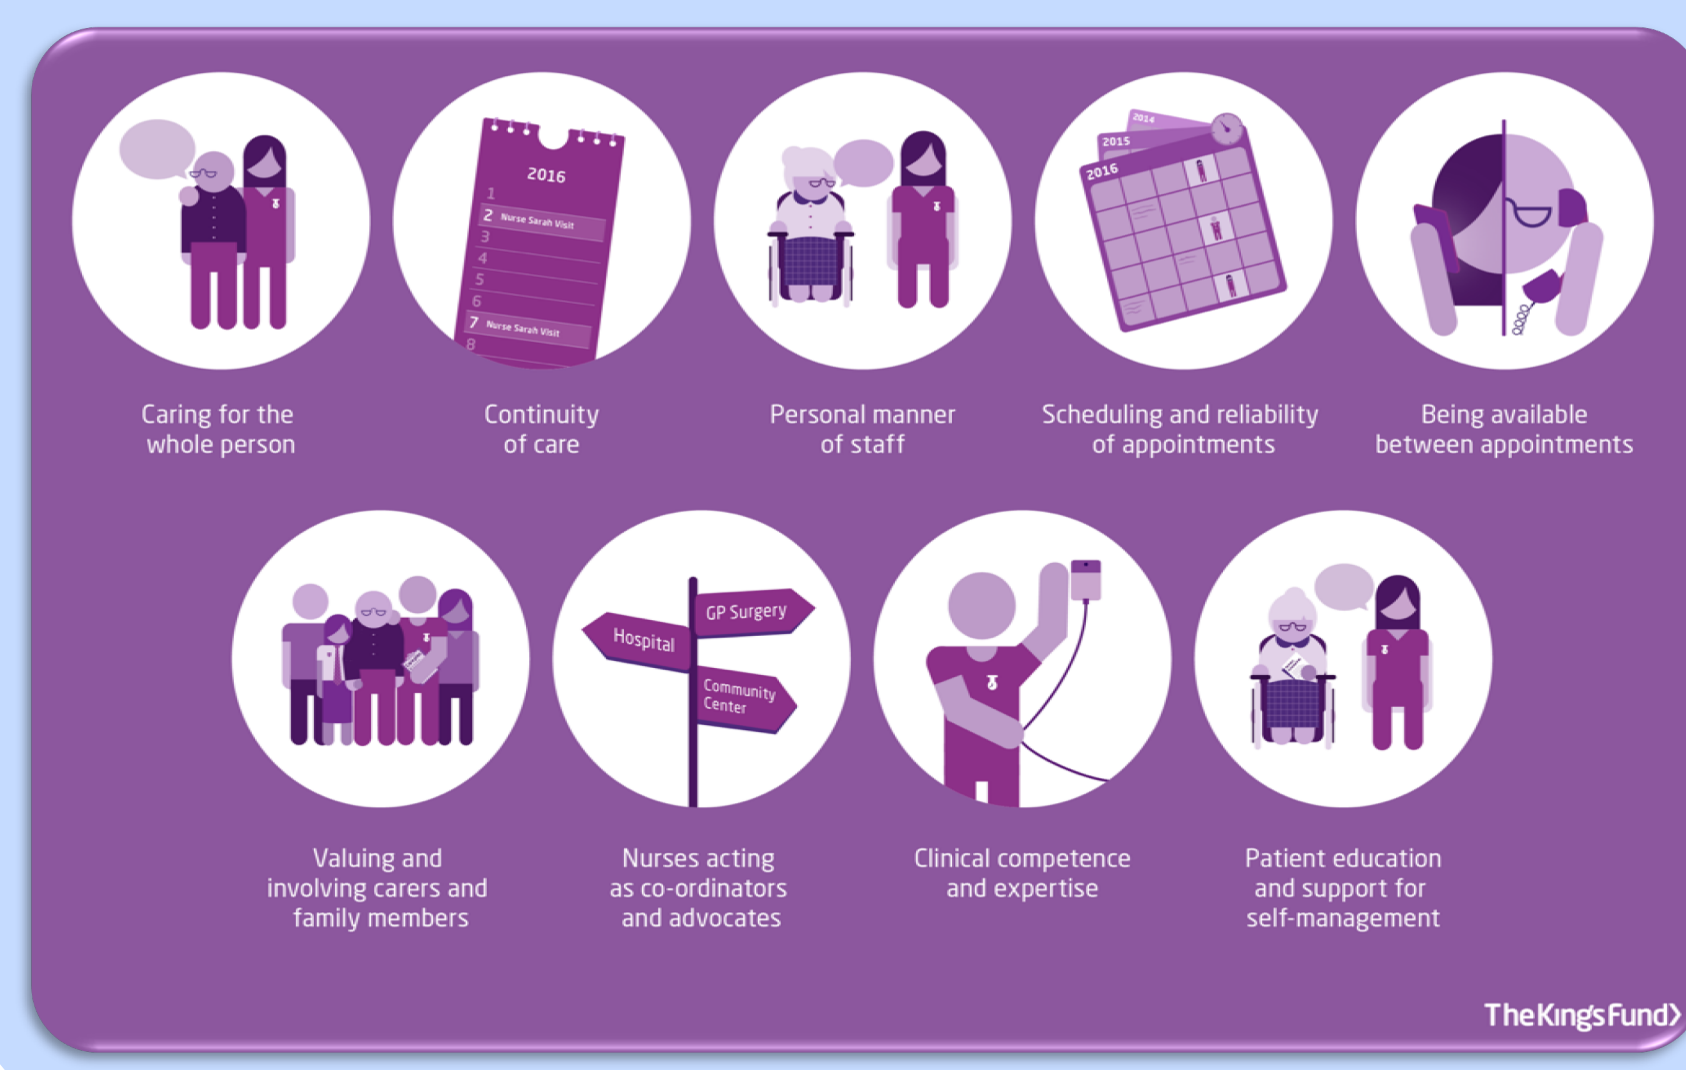 2016
1
2 Nurse Sarah Visit
3
4
5
6
7 Nurse Sarah Visit
8
2014
2015
2016
Caring for the
whole person
Continuity
of care
Personal manner
of staff
Scheduling and reliability
of appointments
Being available
between appointments
Hospital
GP Surgery
Community
Center
Valuing and
involving carers and
family members
Nurses acting
as co-ordinators
and advocates
Clinical competence
and expertise
Patient education
and support for
self-management
TheKing'sFund